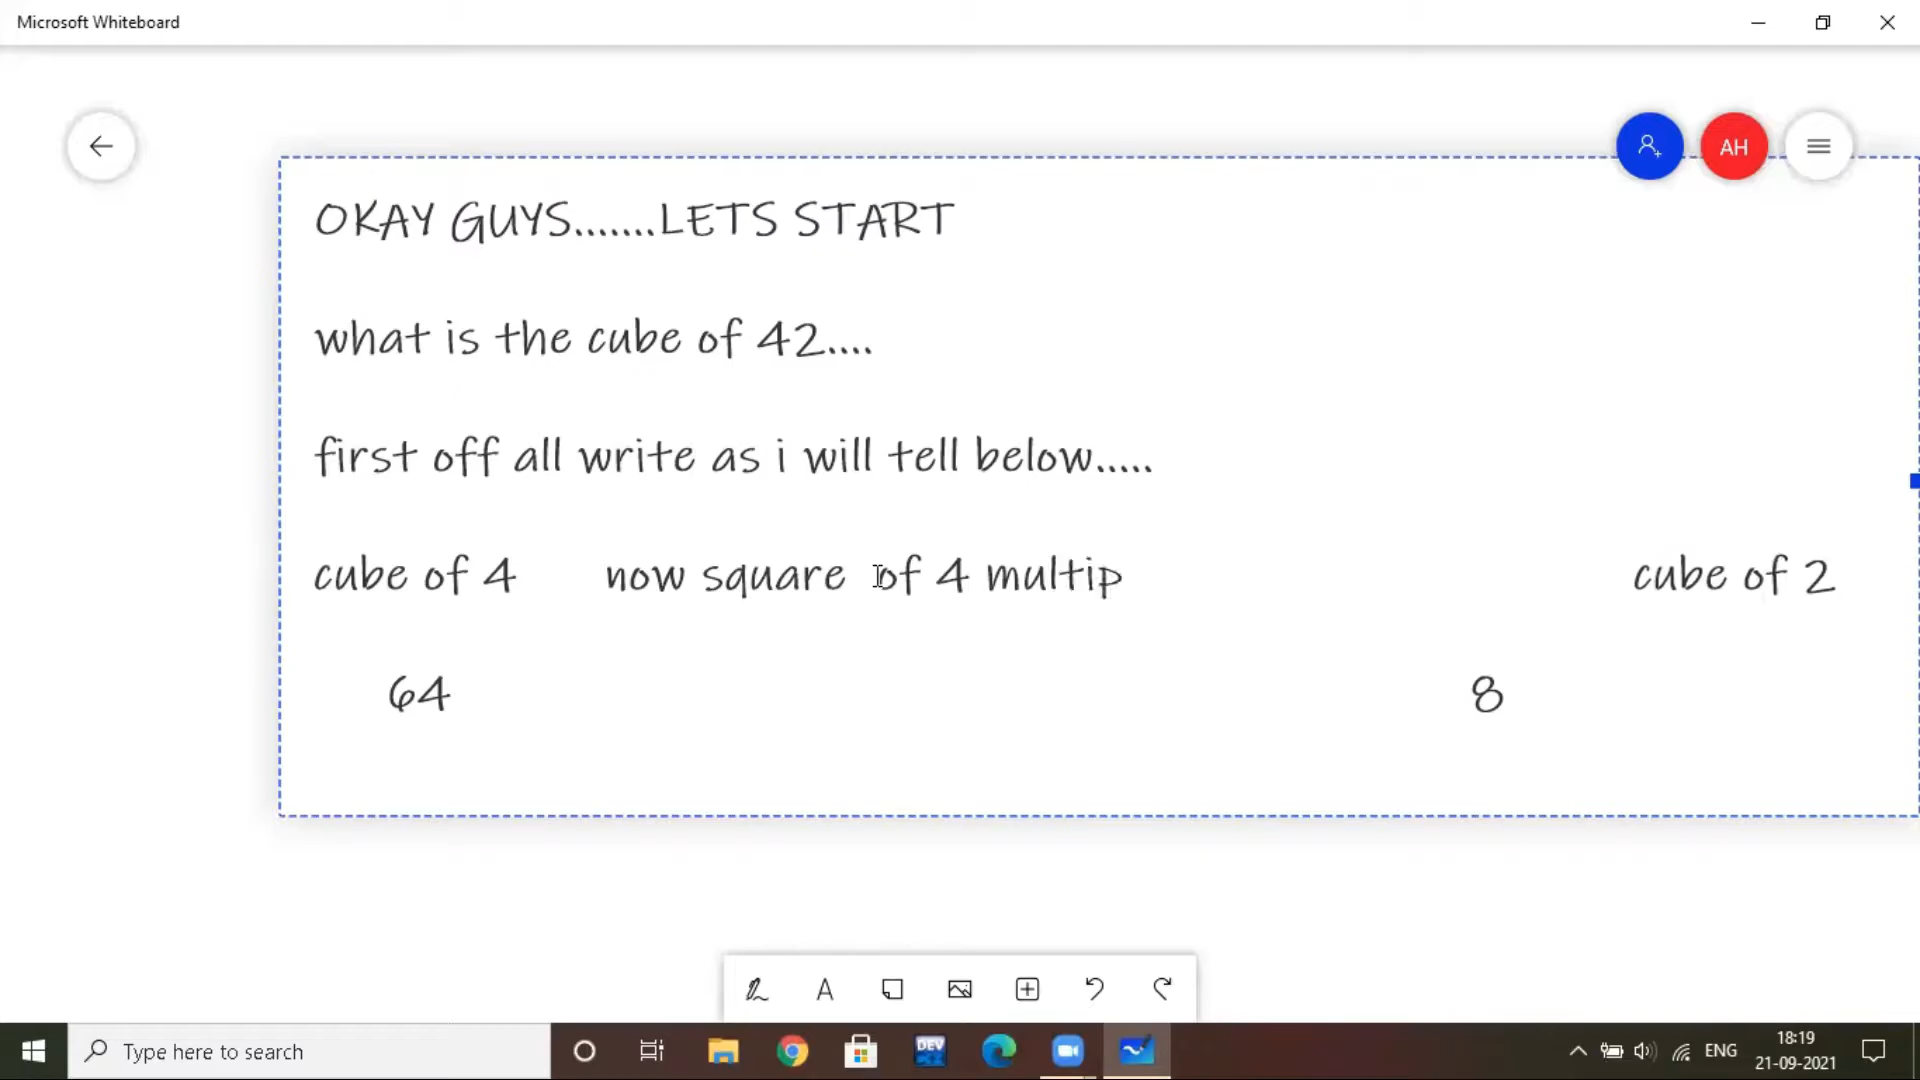 Microsoft Whiteboard
AH
OKAY GUYS.......LETS START
what is the cube of 42....
first off all write as i will tell below.....
cube of 4 now square of 4 multip cube of 2
64 8
A
Type here to search
DEV
ENG
18:19
21-09-2021